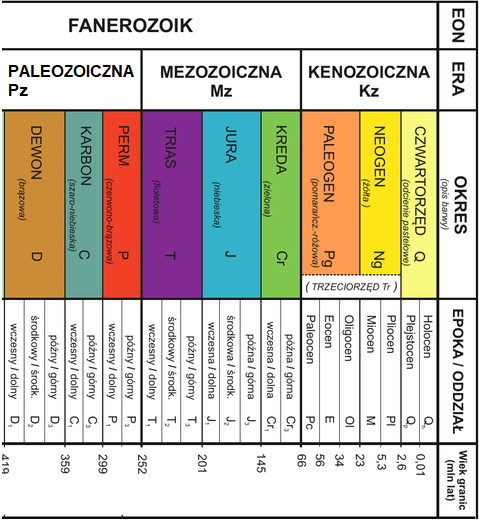 FANEROZOIK
EON
PALEOZOICZNA
Pz
MEZOZOICZNA
Mz
KENOZOICZNA
Kz
ERA
DEWON D
(brązowa)
KARBON C
(szaro-niebieska)
PERM P
(czerwono-brązowa)
TRIAS T
(fioletowa)
JURA J
(niebieska)
KREDA Cr
(zielona)
PALEOGEN Pg
(pomarańcz.-różowa)
NEOGEN Ng
(żółta)
CZWARTORZĘD Q
(odcienie pastelowe)
OKRES
(opis barwy)
( TRZECIORZĘD Tr )
wczesny / dolny D₁
środkowy / środk. D₂
późny / górny D₃
wczesny / dolny C₁
późny / górny C₃
wczesny / dolny P₁
późny / górny P₃
wczesny / dolny T₁
środkowy / środk. T₂
późny / górny T₃
wczesna / dolna J₁
środkowa / środk. J₂
późna / górna J₃
wczesna / dolna Cr₁
późna / górna Cr₃
Paleocen Pc
Eocen E
Oligocen Ol
Miocen M
Pliocen Pl
Plejstocen Qp
Holocen Qh
EPOKA / ODDZIAŁ
419
359
299
252
201
145
66
56
34
23
5,3
2,6
0,01
Wiek granic
(mln lat)